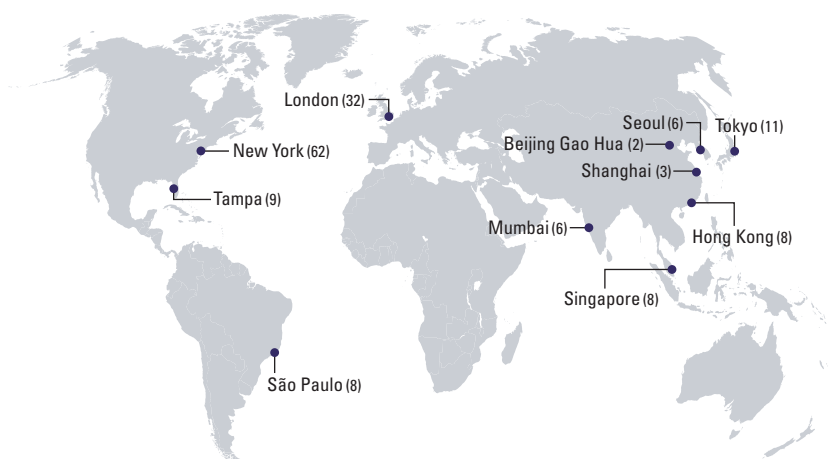 London (32)
Seoul (6)
Tokyo (11)
Beijing Gao Hua (2)
New York (62)
Shanghai (3)
Tampa (9)
Mumbai (6)
Hong Kong (8)
Singapore (8)
São Paulo (8)